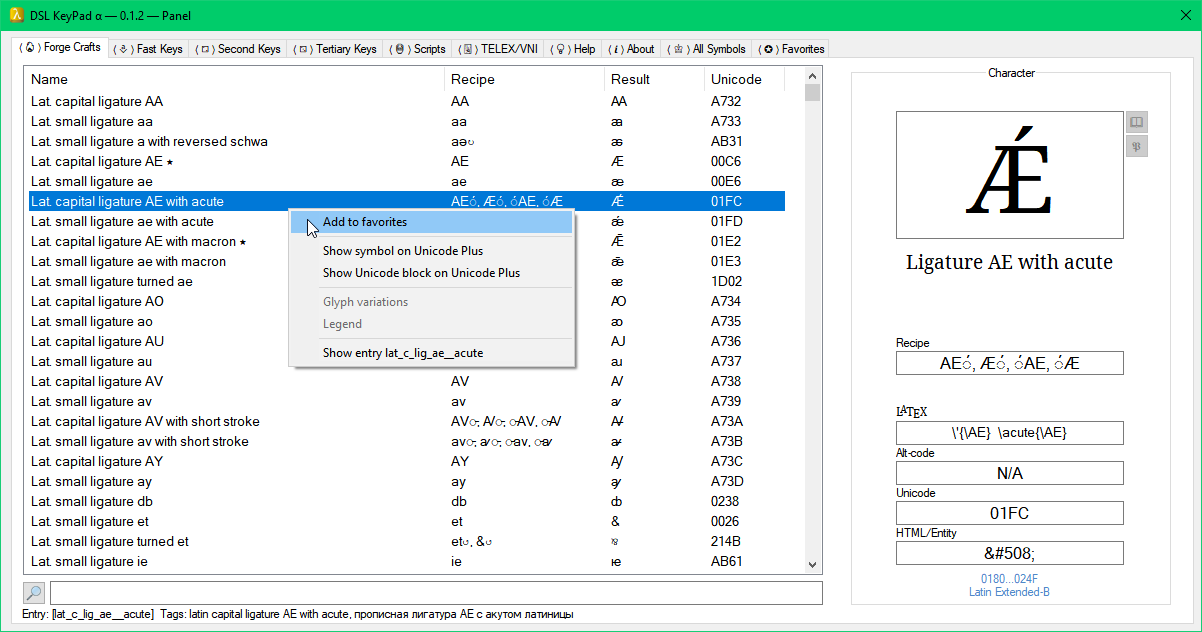 DSL KeyPad α — 0.1.2 — Panel
Forge Crafts Fast Keys Second Keys Tertiary Keys Scripts TELEX/VNI Help About All Symbols Favorites
Name Recipe Result Unicode
Lat. capital ligature AA AA Ꜳ A732
Lat. small ligature aa aa ꜳ A733
Lat. small ligature a with reversed schwa AB31
Lat. capital ligature AE ★ AE Æ 00C6
Lat. small ligature ae ae æ 00E6
Lat. capital ligature AE with acute AE◌́, Æ◌́, ◌́AE, ◌́Æ Ǽ 01FC
Lat. small ligature ae with acute ǽ 01FD
Lat. capital ligature AE with macron ★ Ǣ 01E2
Lat. small ligature ae with macron ǣ 01E3
Lat. small ligature turned ae ᴂ 1D02
Lat. capital ligature AO Ꜵ A734
Lat. small ligature ao ꜵ A735
Lat. capital ligature AU Ꜷ A736
Lat. small ligature au ꜷ A737
Lat. capital ligature AV AV Ꜹ A738
Lat. small ligature av av ꜹ A739
Lat. capital ligature AV with short stroke Ꜻ A73A
Lat. small ligature av with short stroke ꜻ A73B
Lat. capital ligature AY AY Ꜽ A73C
Lat. small ligature ay ay ꜽ A73D
Lat. small ligature db db ȸ 0238
Lat. small ligature et et & 0026
Lat. small ligature turned et ⅋ 214B
Lat. small ligature ie ie ꭡ AB61
Add to favorites
Show symbol on Unicode Plus
Show Unicode block on Unicode Plus
Glyph variations
Legend
Show entry lat_c_lig_ae__acute
Entry: [lat_c_lig_ae__acute] Tags: latin capital ligature AE with acute, прописная лигатура AE с акутом латиницы
Character
Ǽ
Ligature AE with acute
Recipe
AE◌́, Æ◌́, ◌́AE, ◌́Æ
LATEX
\'{\AE} \acute{\AE}
Alt-code
N/A
Unicode
01FC
HTML/Entity
&#508;
0180...024F
Latin Extended-B